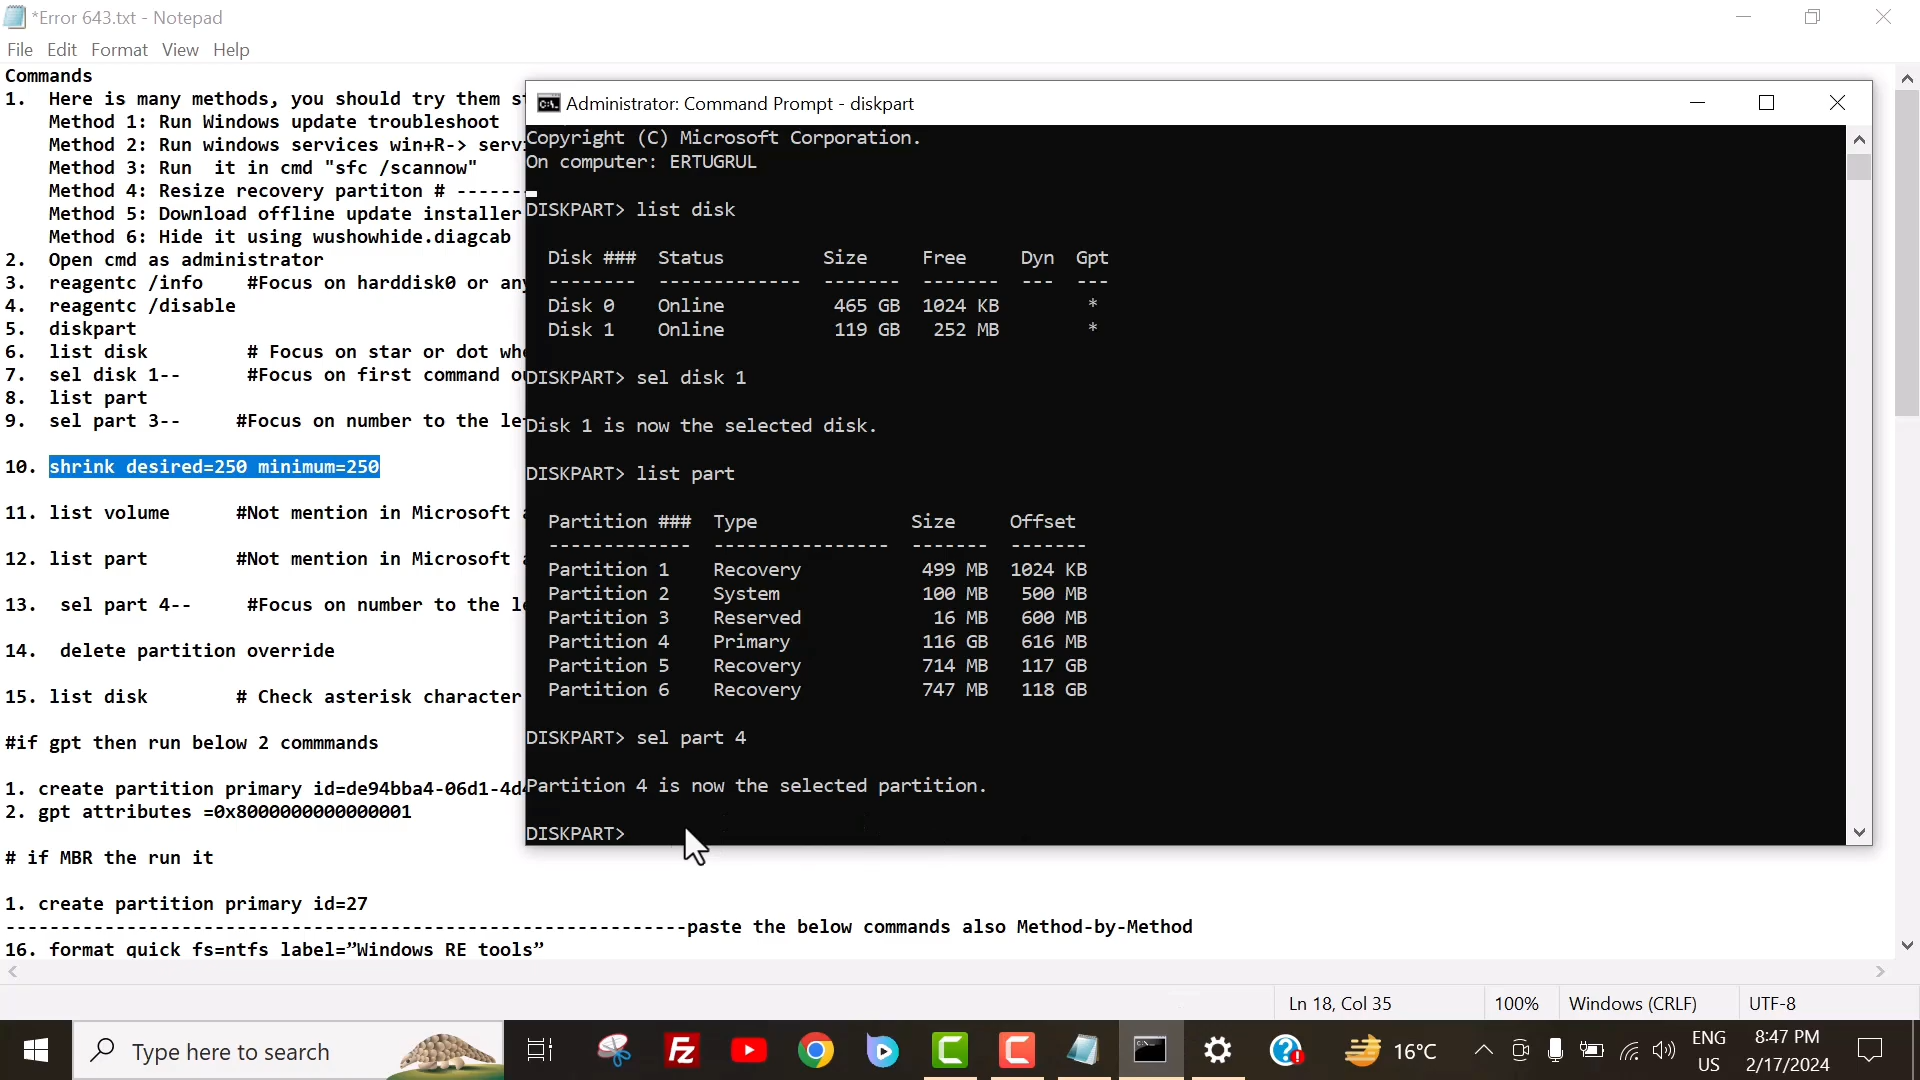 *Error 643.txt - Notepad
File Edit Format View Help
Commands
1. Here is many methods, you should try them st
Method 1: Run Windows update troubleshoot
Method 2: Run windows services win+R-> serv
Method 3: Run it in cmd "sfc /scannow"
Method 4: Resize recovery partiton # ------
Method 5: Download offline update installer
Method 6: Hide it using wushowhide.diagcab
2. Open cmd as administrator
3. reagentc /info #Focus on harddisk0 or any
4. reagentc /disable
5. diskpart
6. list disk # Focus on star or dot whe
7. sel disk 1-- #Focus on first command ou
8. list part
9. sel part 3-- #Focus on number to the le
10. shrink desired=250 minimum=250
11. list volume #Not mention in Microsoft a
12. list part #Not mention in Microsoft a
13. sel part 4-- #Focus on number to the le
14. delete partition override
15. list disk # Check asterisk character
#if gpt then run below 2 commmands
1. create partition primary id=de94bba4-06d1-4d4
2. gpt attributes =0x8000000000000001
# if MBR the run it
1. create partition primary id=27
--------------------------------------------------------------paste the below commands also Method-by-Method
16. format quick fs=ntfs label=”Windows RE tools”
Administrator: Command Prompt - diskpart
Copyright (C) Microsoft Corporation.
On computer: ERTUGRUL
DISKPART> list disk
Disk ### Status Size Free Dyn Gpt
-------- ------------- ------- ------- --- ---
Disk 0 Online 465 GB 1024 KB *
Disk 1 Online 119 GB 252 MB *
DISKPART> sel disk 1
Disk 1 is now the selected disk.
DISKPART> list part
Partition ### Type Size Offset
------------- ---------------- ------- -------
Partition 1 Recovery 499 MB 1024 KB
Partition 2 System 100 MB 500 MB
Partition 3 Reserved 16 MB 600 MB
Partition 4 Primary 116 GB 616 MB
Partition 5 Recovery 714 MB 117 GB
Partition 6 Recovery 747 MB 118 GB
DISKPART> sel part 4
Partition 4 is now the selected partition.
DISKPART>
Ln 18, Col 35 100% Windows (CRLF) UTF-8
Type here to search
16°C
ENG
US
8:47 PM
2/17/2024